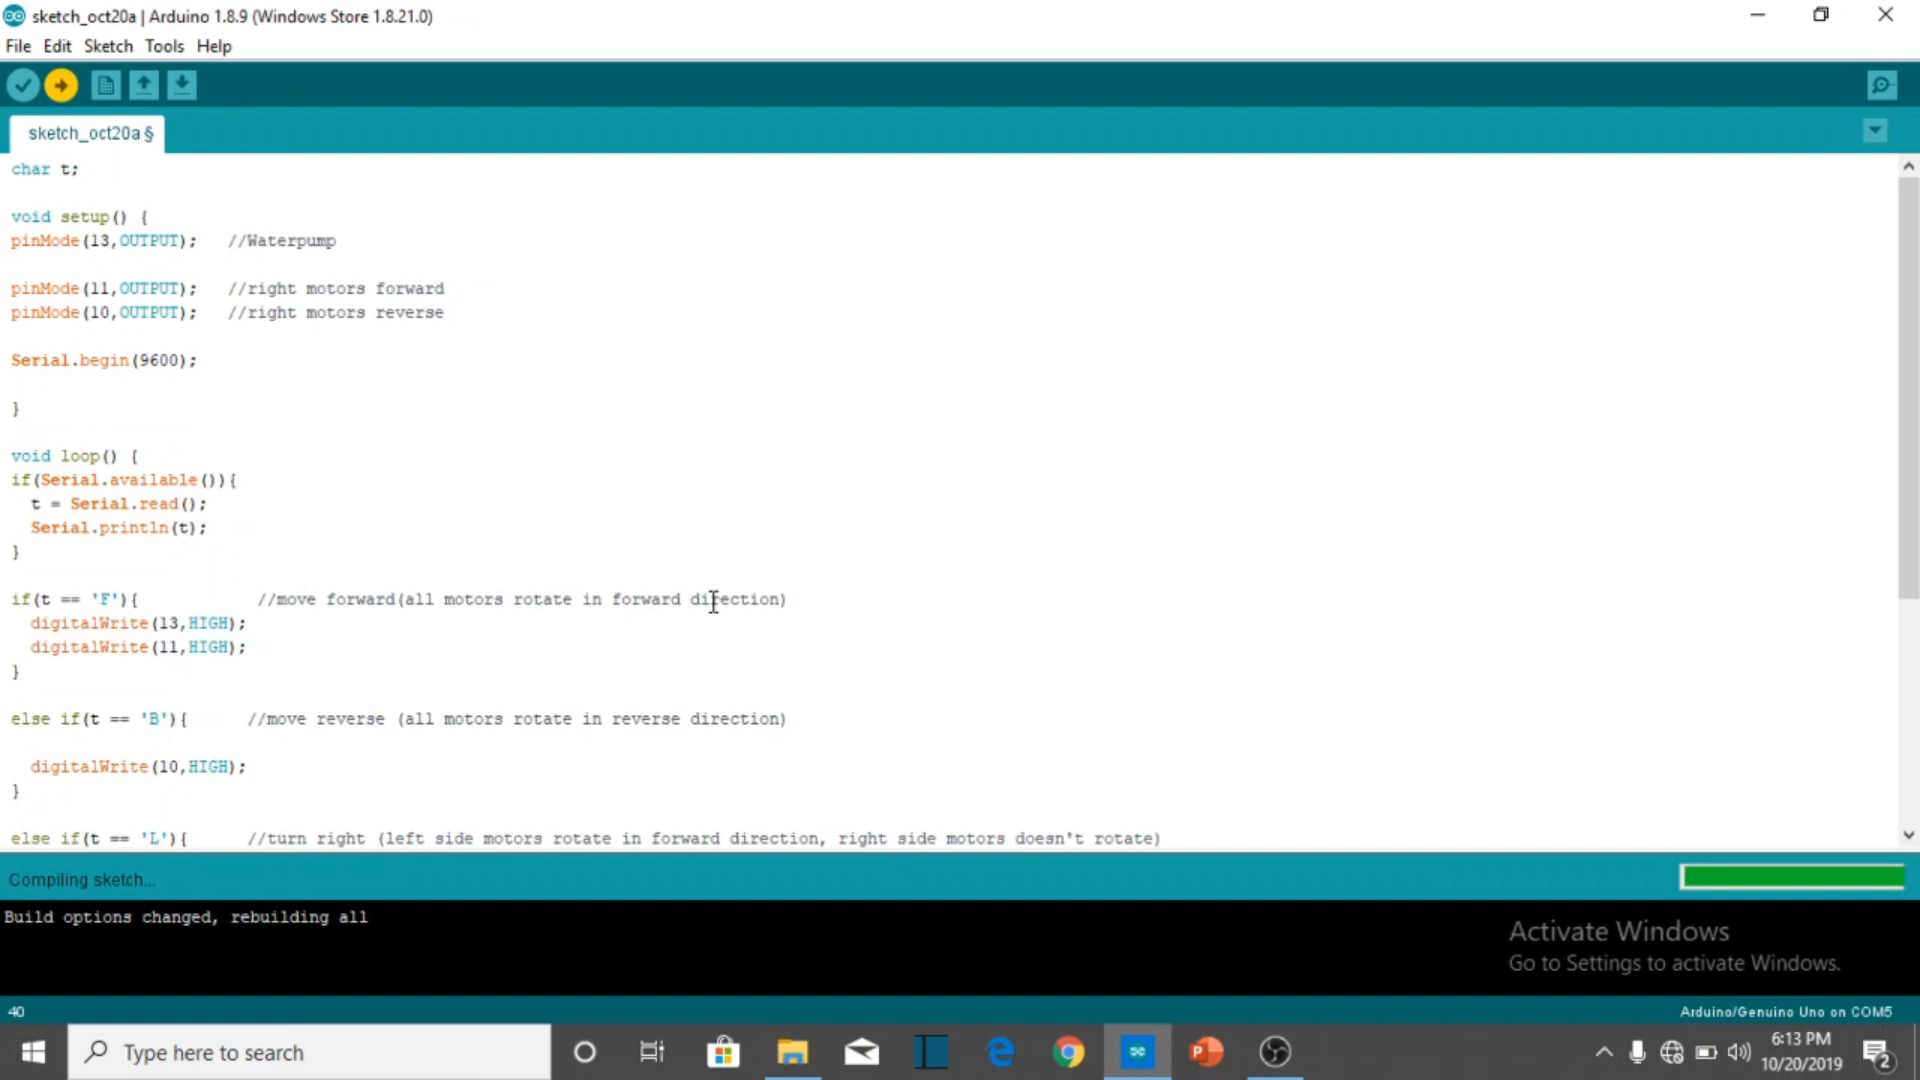 sketch_oct20a | Arduino 1.8.9 (Windows Store 1.8.21.0)
File Edit Sketch Tools Help
sketch_oct20a §
char t;
void setup() {
pinMode(13,OUTPUT);   //Waterpump
pinMode(11,OUTPUT);   //right motors forward
pinMode(10,OUTPUT);   //right motors reverse
Serial.begin(9600);
}
void loop() {
if(Serial.available()){
  t = Serial.read();
  Serial.println(t);
}
if(t == 'F'){            //move forward(all motors rotate in forward direction)
  digitalWrite(13,HIGH);
  digitalWrite(11,HIGH);
}
else if(t == 'B'){      //move reverse (all motors rotate in reverse direction)
  digitalWrite(10,HIGH);
}
else if(t == 'L'){      //turn right (left side motors rotate in forward direction, right side motors doesn't rotate)
Compiling sketch...
Build options changed, rebuilding all
Activate Windows
Go to Settings to activate Windows.
40
Arduino/Genuino Uno on COM5
Type here to search
6:13 PM
10/20/2019
2